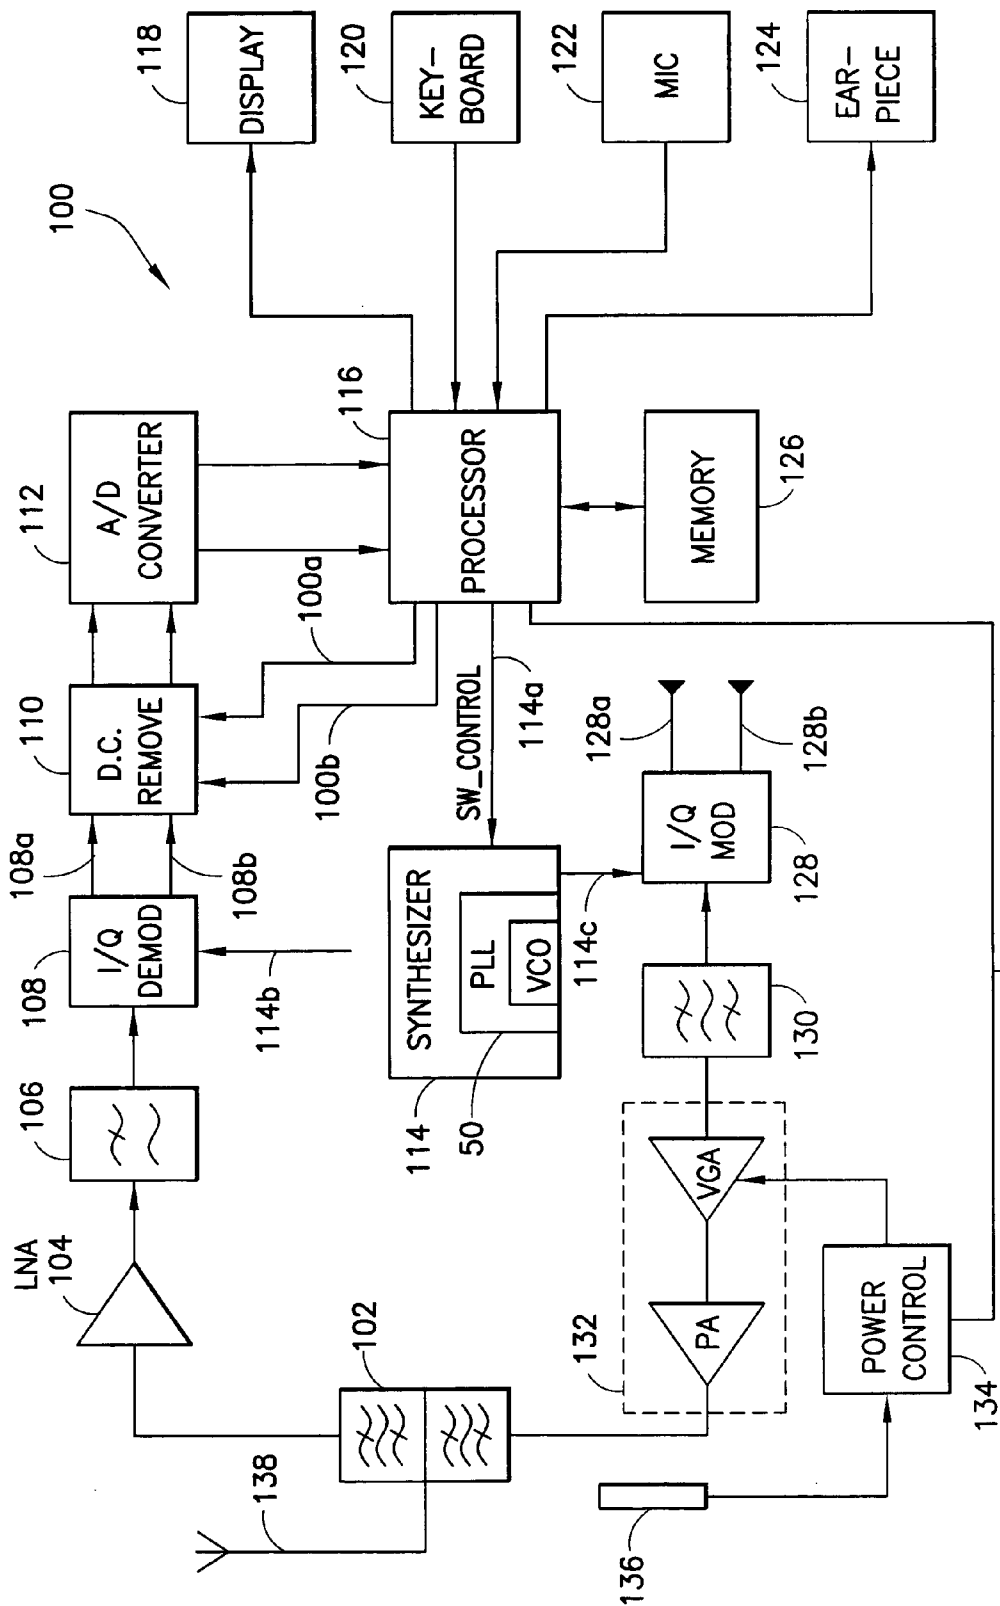 100
LNA
104
106
108
I/Q
DEMOD
108a
108b
110
D.C.
REMOVE
112
A/D
CONVERTER
118
DISPLAY
114b
100a
100b
116
PROCESSOR
120
KEY-
BOARD
138
102
114
SYNTHESIZER
PLL
VCO
50
SW_CONTROL
114a
114c
122
MIC
132
PA
VGA
130
I/Q
MOD
128
128a
128b
MEMORY
126
124
EAR-
PIECE
136
POWER
CONTROL
134